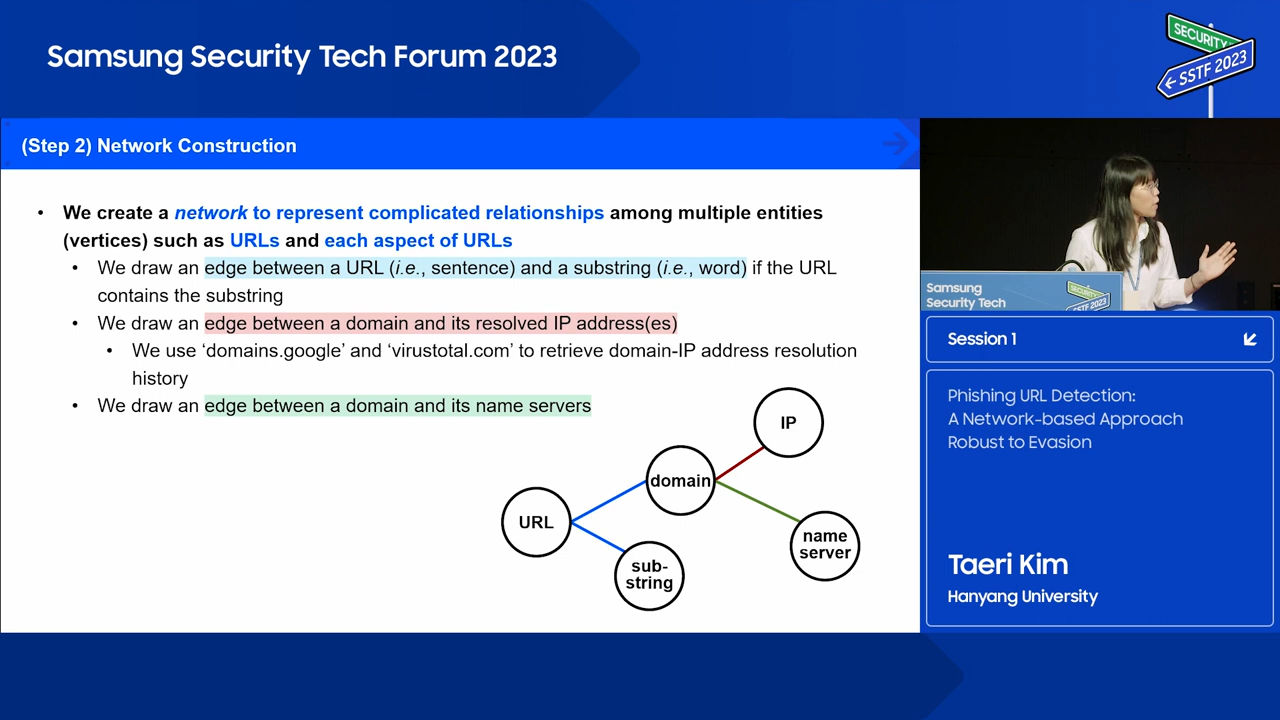 Samsung Security Tech Forum 2023
SECURITY
← SSTF 2023
(Step 2) Network Construction
• We create a network to represent complicated relationships among multiple entities
(vertices) such as URLs and each aspect of URLs
• We draw an edge between a URL (i.e., sentence) and a substring (i.e., word) if the URL
contains the substring
• We draw an edge between a domain and its resolved IP address(es)
• We use ‘domains.google’ and ‘virustotal.com’ to retrieve domain-IP address resolution
history
• We draw an edge between a domain and its name servers
IP
domain
URL
name
server
sub-
string
Samsung
Security Tech
SECURITY
SSTF 2023
Session 1
Phishing URL Detection:
A Network-based Approach
Robust to Evasion
Taeri Kim
Hanyang University